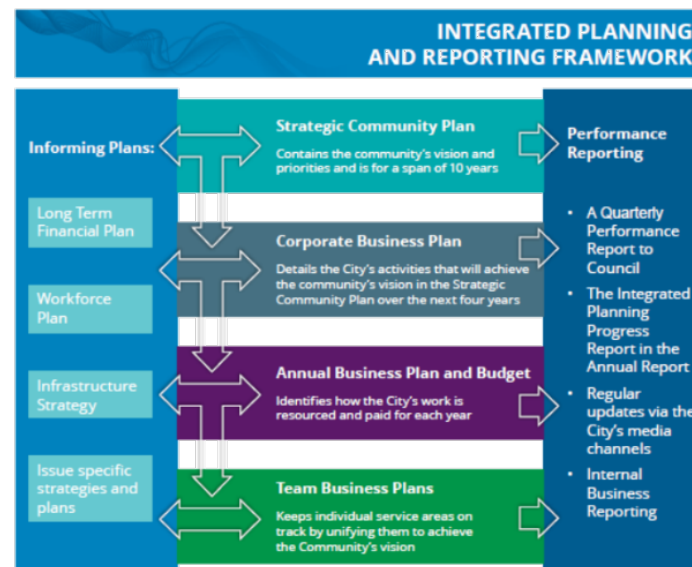 INTEGRATED PLANNING
AND REPORTING FRAMEWORK
Informing Plans:
Long Term
Financial Plan
Workforce
Plan
Infrastructure
Strategy
Issue specific
strategies and
plans
Strategic Community Plan
Contains the community's vision and
priorities and is for a span of 10 years
Corporate Business Plan
Details the City's activities that will achieve
the community's vision in the Strategic
Community Plan over the next four years
Annual Business Plan and Budget
Identifies how the City's work is
resourced and paid for each year
Team Business Plans
Keeps individual service areas on
track by unifying them to achieve
the Community's vision
Performance
Reporting
• A Quarterly
Performance
Report to
Council
• The Integrated
Planning
Progress
Report in the
Annual Report
• Regular
updates via the
City's media
channels
• Internal
Business
Reporting